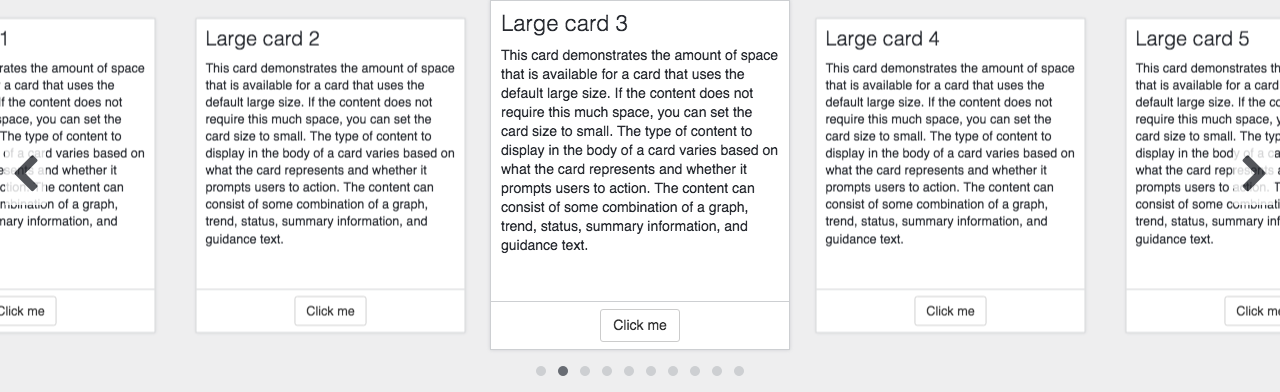 1
rates the amount of space
a card that uses the
If the content does not
space, you can set the
The type of content to
of a card varies based on
and whether it
he content can
on of a graph,
mary information, and
Click me
Large card 2
This card demonstrates the amount of space
that is available for a card that uses the
default large size. If the content does not
require this much space, you can set the
card size to small. The type of content to
display in the body of a card varies based on
what the card represents and whether it
prompts users to action. The content can
consist of some combination of a graph,
trend, status, summary information, and
guidance text.
Click me
Large card 3
This card demonstrates the amount of space
that is available for a card that uses the
default large size. If the content does not
require this much space, you can set the
card size to small. The type of content to
display in the body of a card varies based on
what the card represents and whether it
prompts users to action. The content can
consist of some combination of a graph,
trend, status, summary information, and
guidance text.
Click me
Large card 4
This card demonstrates the amount of space
that is available for a card that uses the
default large size. If the content does not
require this much space, you can set the
card size to small. The type of content to
display in the body of a card varies based on
what the card represents and whether it
prompts users to action. The content can
consist of some combination of a graph,
trend, status, summary information, and
guidance text.
Click me
Large card 5
This card demonstrates th
that is available for a card
default large size. If the co
require this much space, y
card size to small. The typ
display in the body of a ca
what the card represents a
prompts users to action. T
consist of some combinati
trend, status, summary inf
guidance text.
Click me